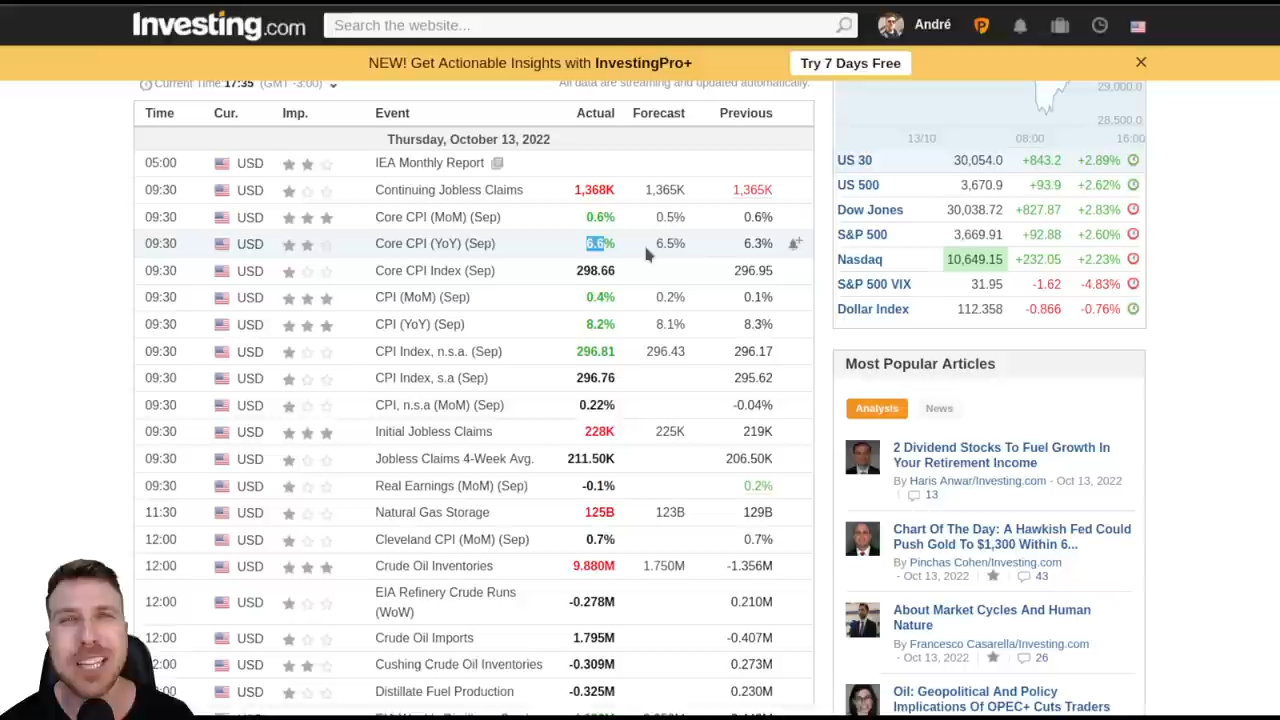 Investing.com
Search the website...
André
NEW! Get Actionable Insights with InvestingPro+
Try 7 Days Free
Current Time: 17:35 (GMT -3:00)
All data are streaming and updated automatically.
Time Cur. Imp. Event Actual Forecast Previous
Thursday, October 13, 2022
05:00 USD IEA Monthly Report
09:30 USD Continuing Jobless Claims 1,368K 1,365K 1,365K
09:30 USD Core CPI (MoM) (Sep) 0.6% 0.5% 0.6%
09:30 USD Core CPI (YoY) (Sep) 6.6% 6.5% 6.3%
09:30 USD Core CPI Index (Sep) 298.66 296.95
09:30 USD CPI (MoM) (Sep) 0.4% 0.2% 0.1%
09:30 USD CPI (YoY) (Sep) 8.2% 8.1% 8.3%
09:30 USD CPI Index, n.s.a. (Sep) 296.81 296.43 296.17
09:30 USD CPI Index, s.a (Sep) 296.76 295.62
09:30 USD CPI, n.s.a (MoM) (Sep) 0.22% -0.04%
09:30 USD Initial Jobless Claims 228K 225K 219K
09:30 USD Jobless Claims 4-Week Avg. 211.50K 206.50K
09:30 USD Real Earnings (MoM) (Sep) -0.1% 0.2%
11:30 USD Natural Gas Storage 125B 123B 129B
12:00 USD Cleveland CPI (MoM) (Sep) 0.7% 0.7%
12:00 USD Crude Oil Inventories 9.880M 1.750M -1.356M
12:00 USD EIA Refinery Crude Runs (WoW) -0.278M 0.210M
12:00 USD Crude Oil Imports 1.795M -0.407M
2:00 USD Cushing Crude Oil Inventories -0.309M 0.273M
:00 USD Distillate Fuel Production -0.325M 0.230M
29,000.0
28,500.0
13/10 08:00 16:00
US 30 30,054.0 +843.2 +2.89%
US 500 3,670.9 +93.9 +2.62%
Dow Jones 30,038.72 +827.87 +2.83%
S&P 500 3,669.91 +92.88 +2.60%
Nasdaq 10,649.15 +232.05 +2.23%
S&P 500 VIX 31.95 -1.62 -4.83%
Dollar Index 112.358 -0.866 -0.76%
Most Popular Articles
Analysis News
2 Dividend Stocks To Fuel Growth In
Your Retirement Income
By Haris Anwar/Investing.com - Oct 13, 2022
13
Chart Of The Day: A Hawkish Fed Could
Push Gold To $1,300 Within 6...
By Pinchas Cohen/Investing.com
- Oct 13, 2022 43
About Market Cycles And Human
Nature
By Francesco Casarella/Investing.com
- Oct 13, 2022 26
Oil: Geopolitical And Policy
Implications Of OPEC+ Cuts Traders